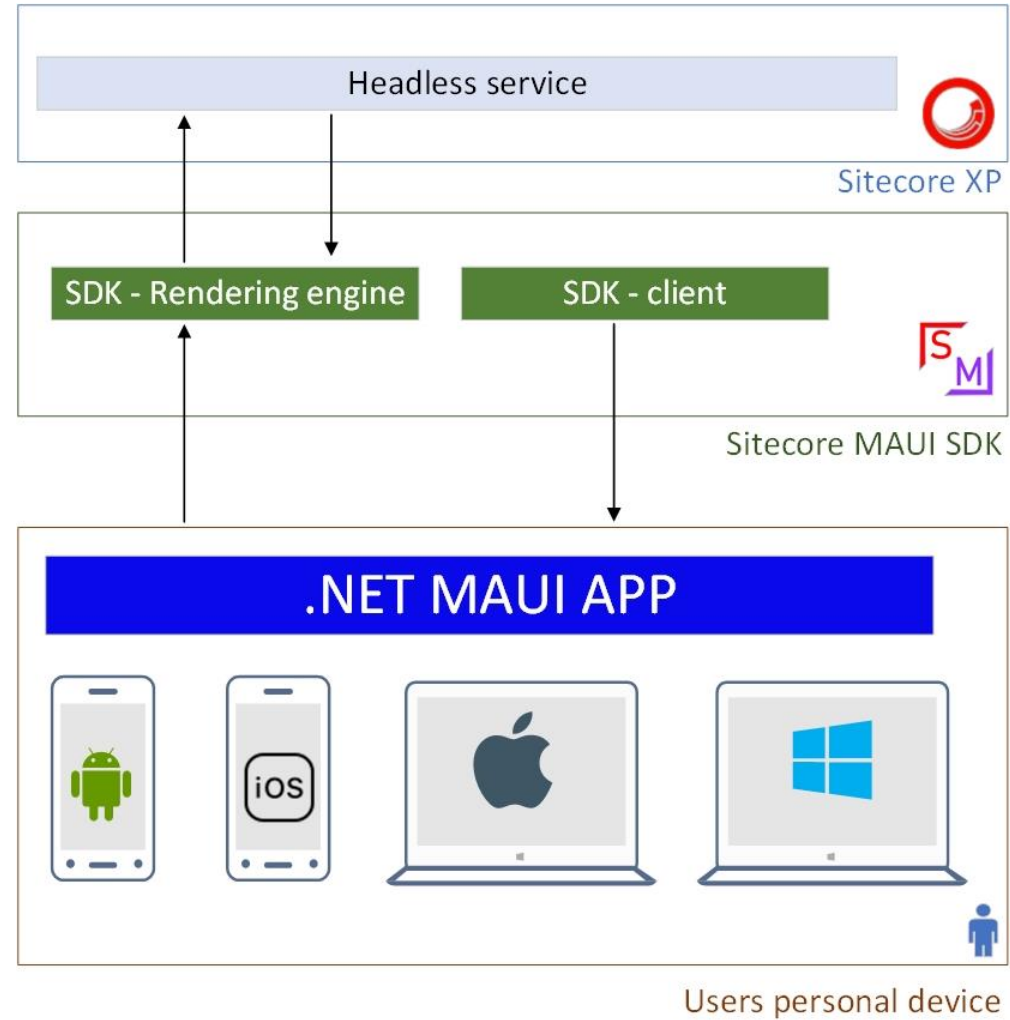 Headless service
Sitecore XP
SDK - Rendering engine
SDK - client
SM
Sitecore MAUI SDK
.NET MAUI APP
iOS
Users personal device